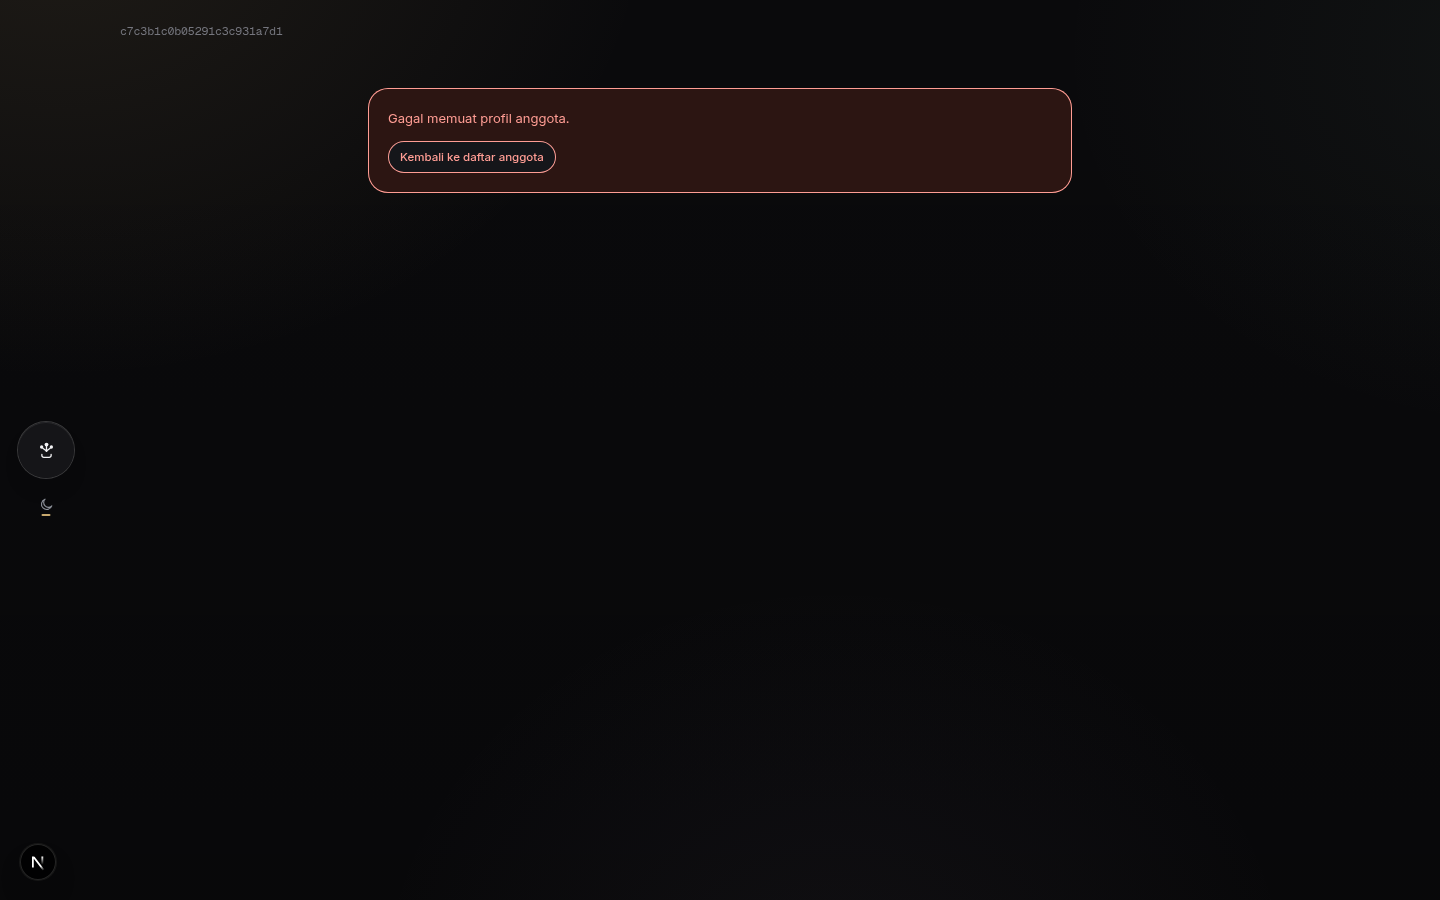 c7c3b1c0b05291c3c931a7d1
Gagal memuat profil anggota.
Kembali ke daftar anggota